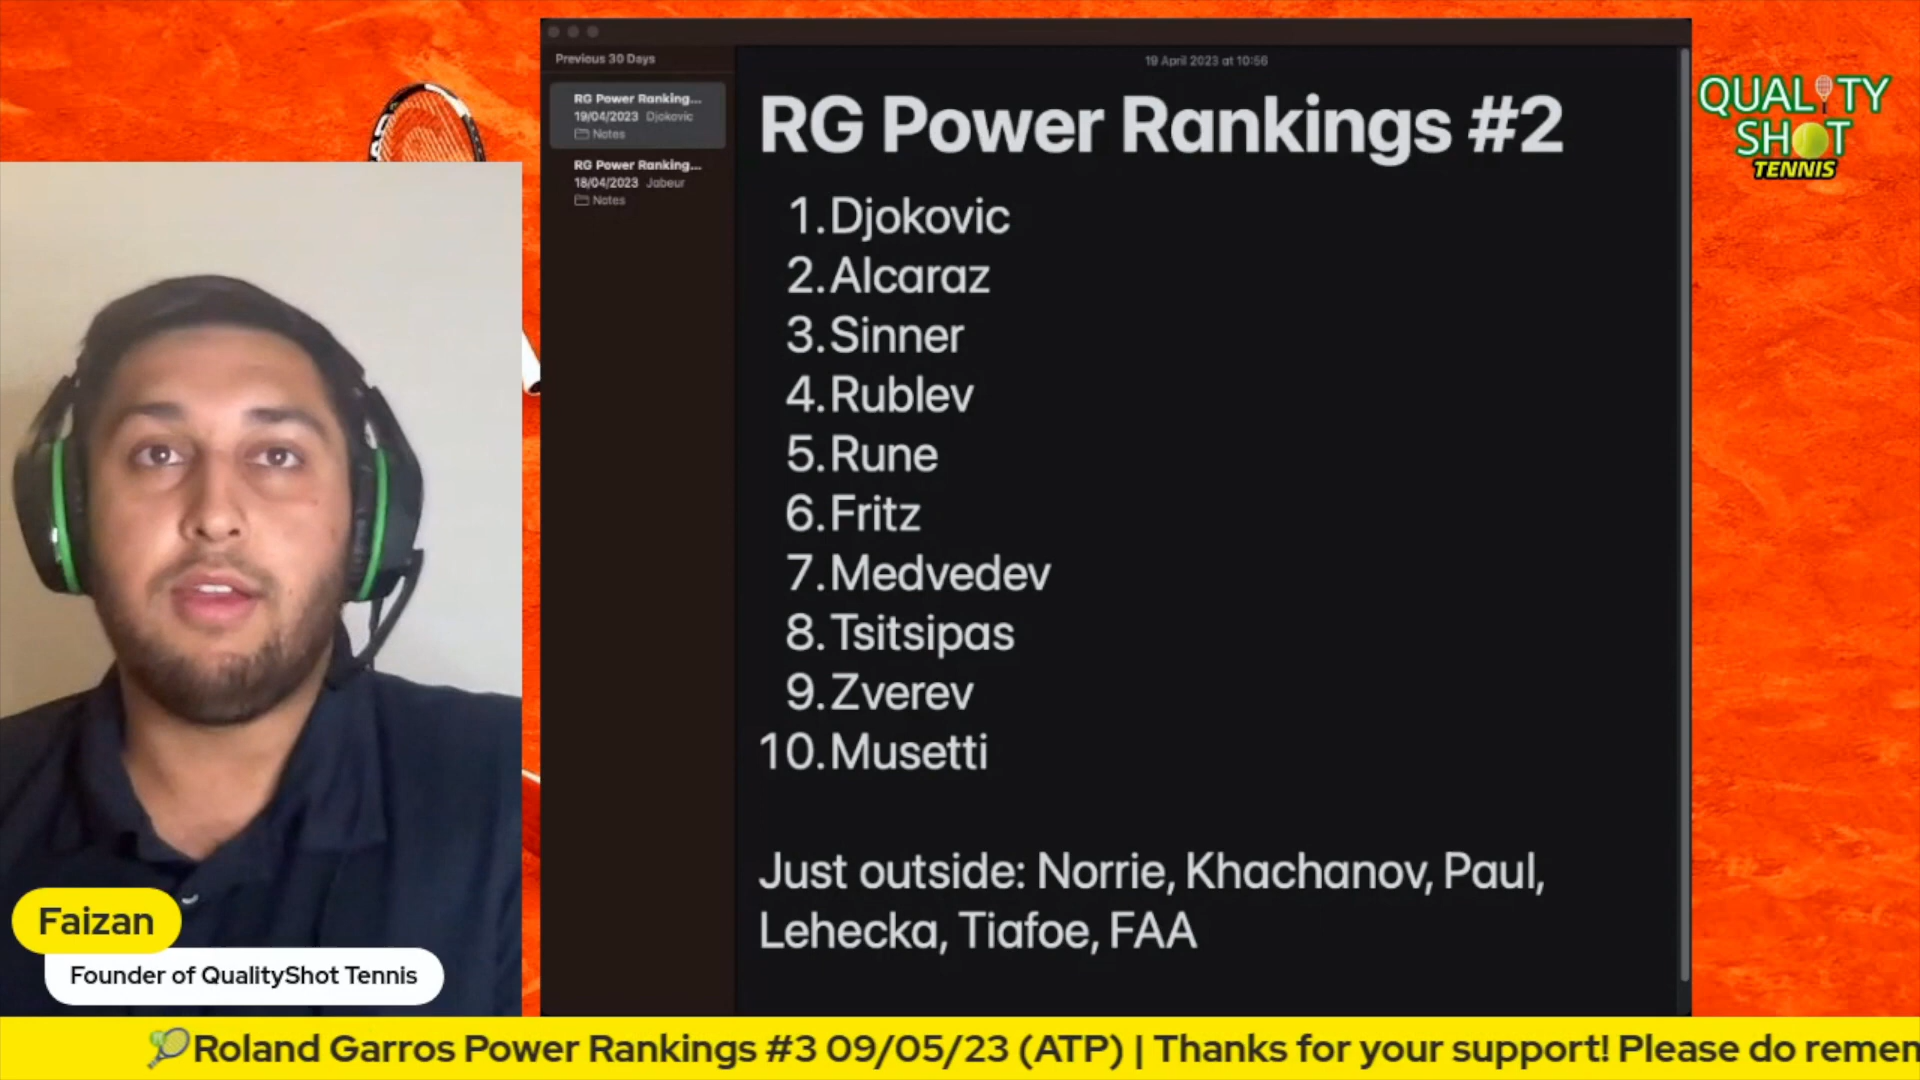 Previous 30 Days
RG Power Ranking...
19/04/2023 Djokovic
Notes
RG Power Ranking...
18/04/2023 Jabeur
Notes
19 April 2023 at 10:56
RG Power Rankings #2
1. Djokovic
2. Alcaraz
3. Sinner
4. Rublev
5. Rune
6. Fritz
7. Medvedev
8. Tsitsipas
9. Zverev
10. Musetti
Just outside: Norrie, Khachanov, Paul,
Lehecka, Tiafoe, FAA
QUALITY
SHOT
TENNIS
Faizan
Founder of QualityShot Tennis
Roland Garros Power Rankings #3 09/05/23 (ATP) | Thanks for your support! Please do remen